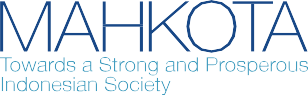 MAHKOTA
Towards a Strong and Prosperous
Indonesian Society